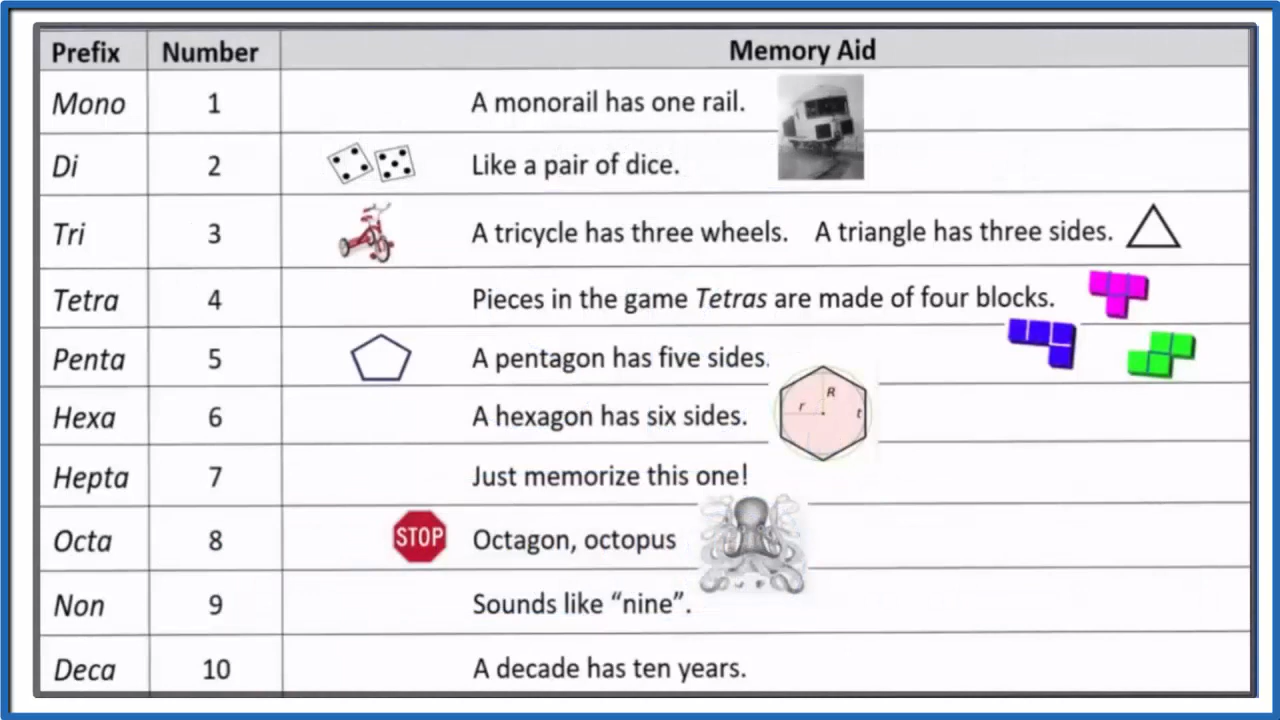 Prefix Number Memory Aid
Mono 1 A monorail has one rail.
Di 2 Like a pair of dice.
Tri 3 A tricycle has three wheels. A triangle has three sides.
Tetra 4 Pieces in the game Tetras are made of four blocks.
Penta 5 A pentagon has five sides.
Hexa 6 A hexagon has six sides.
R
r t
Hepta 7 Just memorize this one!
Octa 8 STOP Octagon, octopus
Non 9 Sounds like “nine”.
Deca 10 A decade has ten years.